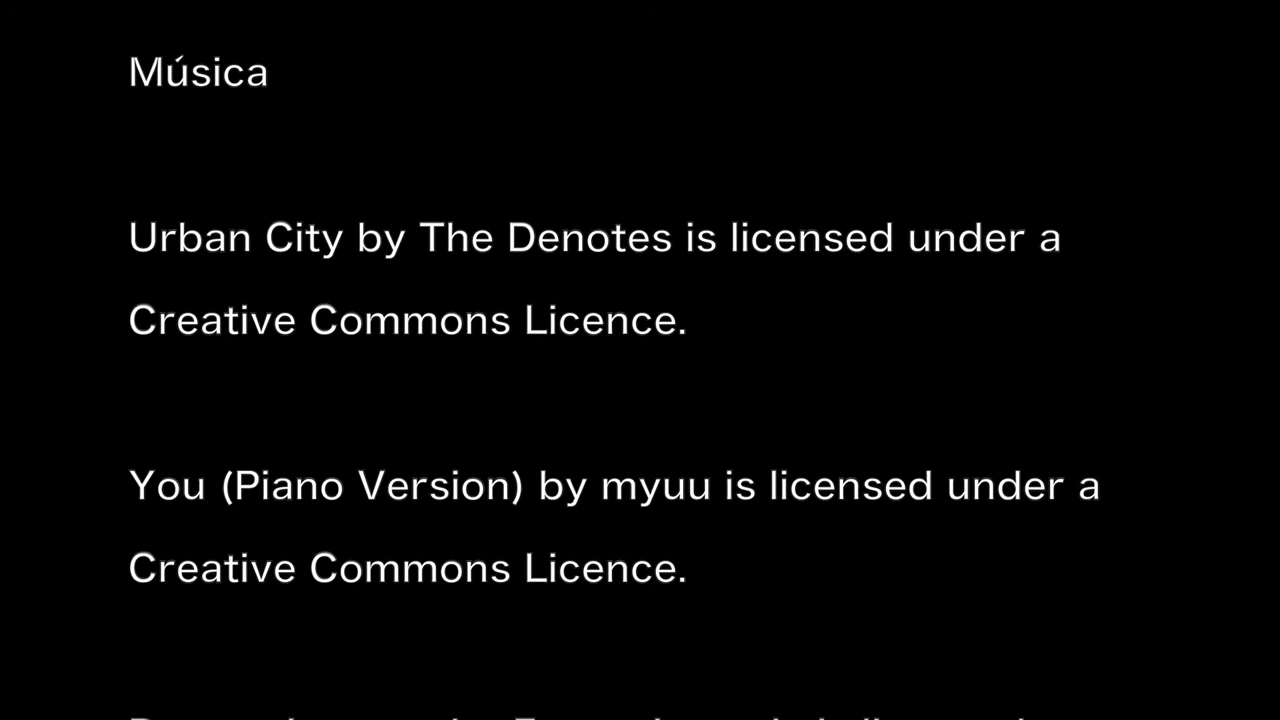 Música
Urban City by The Denotes is licensed under a
Creative Commons Licence.
You (Piano Version) by myuu is licensed under a
Creative Commons Licence.